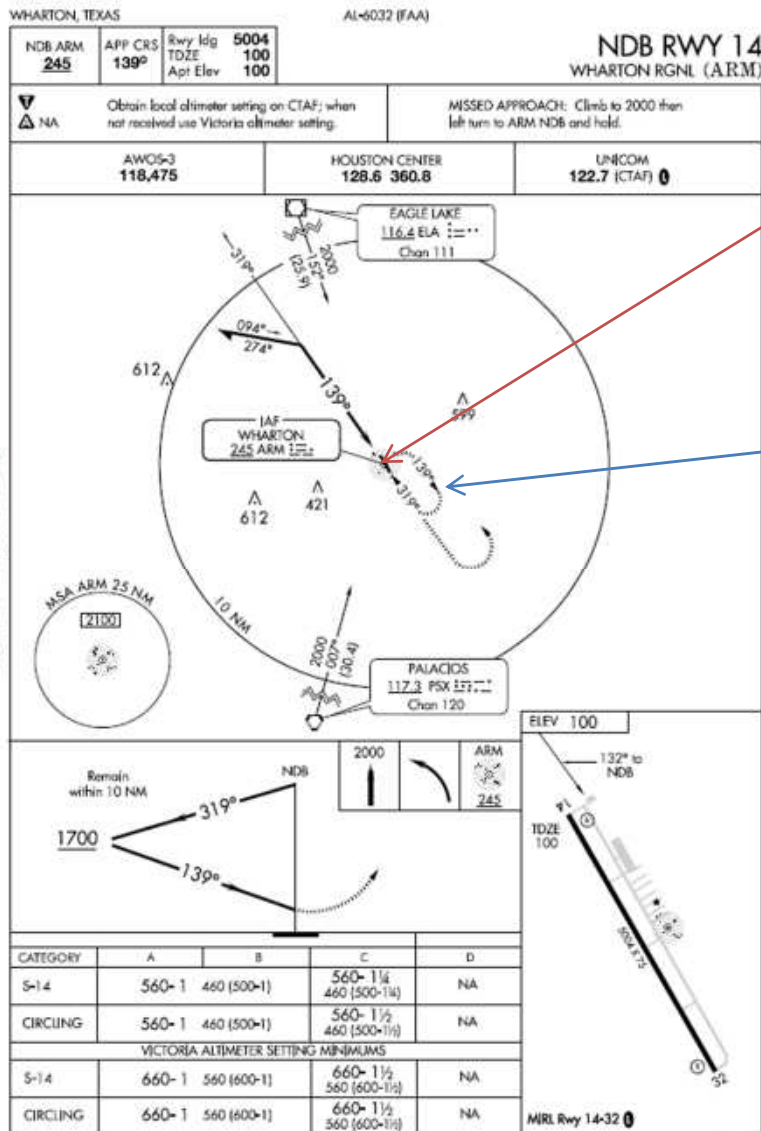 WHARTON, TEXAS
AL-6032 (FAA)
NDB ARM
245
APP CRS
139°
Rwy ldg 5004
TDZE 100
Apt Elev 100
NDB RWY 14
WHARTON RGNL (ARM)
T
A NA
Obtain local altimeter setting on CTAF; when
not received use Victoria altimeter setting.
MISSED APPROACH: Climb to 2000 then
left turn to ARM NDB and hold.
AWOS-3
118.475
HOUSTON CENTER
128.6 360.8
UNICOM
122.7 (CTAF) L
EAGLE LAKE
116.4 ELA
Chan 111
2000
152°
(25.9)
319°
094°
274°
139°
612
599
IAF
WHARTON
245 ARM
139°
319°
612
421
MSA ARM 25 NM
2100
10 NM
2000
007°
(30.4)
PALACIOS
117.3 PSX
Chan 120
Remain
within 10 NM
NDB
319°
1700
139°
2000
ARM
245
ELEV 100
132° to
NDB
14
TDZE
100
5004 X 75
32
MIRL Rwy 14-32 L
CATEGORY A B C D
S-14 560-1 460 (500-1) 560-1¼ NA
460 (500-1¼)
CIRCLING 560-1 460 (500-1) 560-1½ NA
460 (500-1½)
VICTORIA ALTIMETER SETTING MINIMUMS
S-14 660-1 560 (600-1) 660-1½ NA
560 (600-1½)
CIRCLING 660-1 560 (600-1) 660-1½ NA
560 (600-1½)